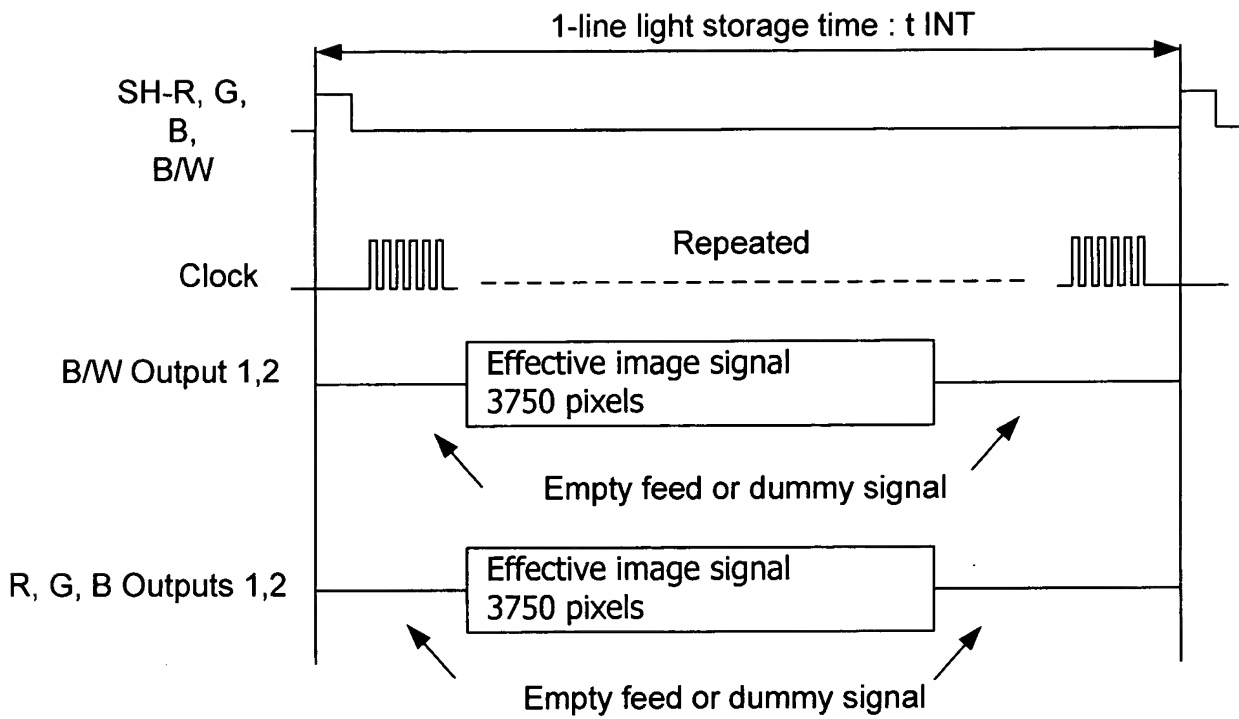 1-line light storage time : t INT
SH-R, G,
B,
B/W
Clock
Repeated
B/W Output 1,2
Effective image signal
3750 pixels
Empty feed or dummy signal
R, G, B Outputs 1,2
Effective image signal
3750 pixels
Empty feed or dummy signal